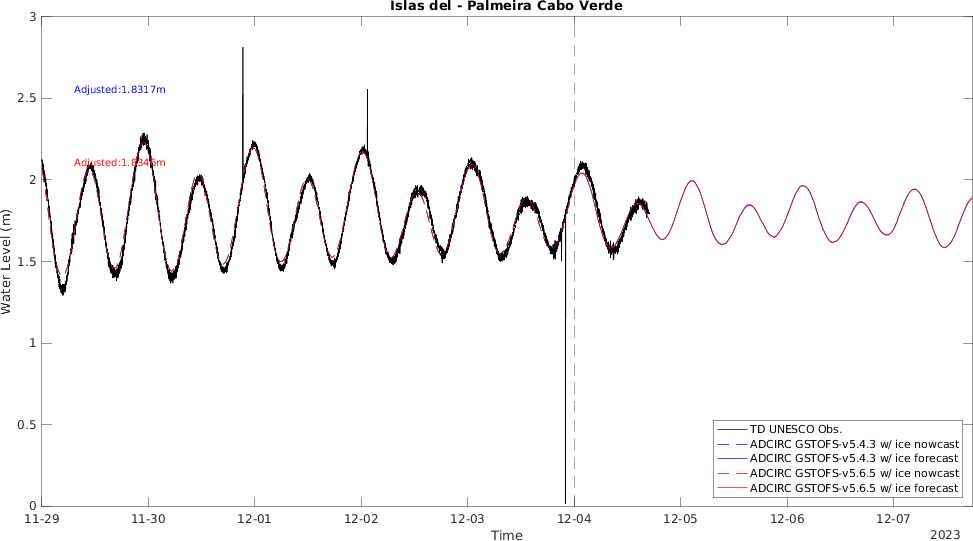 Islas del - Palmeira Cabo Verde
3
2.5
2
1.5
1
0.5
0
Water Level (m)
Adjusted:1.8317m
Adjusted:1.8345m
TD UNESCO Obs.
ADCIRC GSTOFS-v5.4.3 w/ ice nowcast
ADCIRC GSTOFS-v5.4.3 w/ ice forecast
ADCIRC GSTOFS-v5.6.5 w/ ice nowcast
ADCIRC GSTOFS-v5.6.5 w/ ice forecast
11-29 11-30 12-01 12-02 12-03 12-04 12-05 12-06 12-07
Time
2023